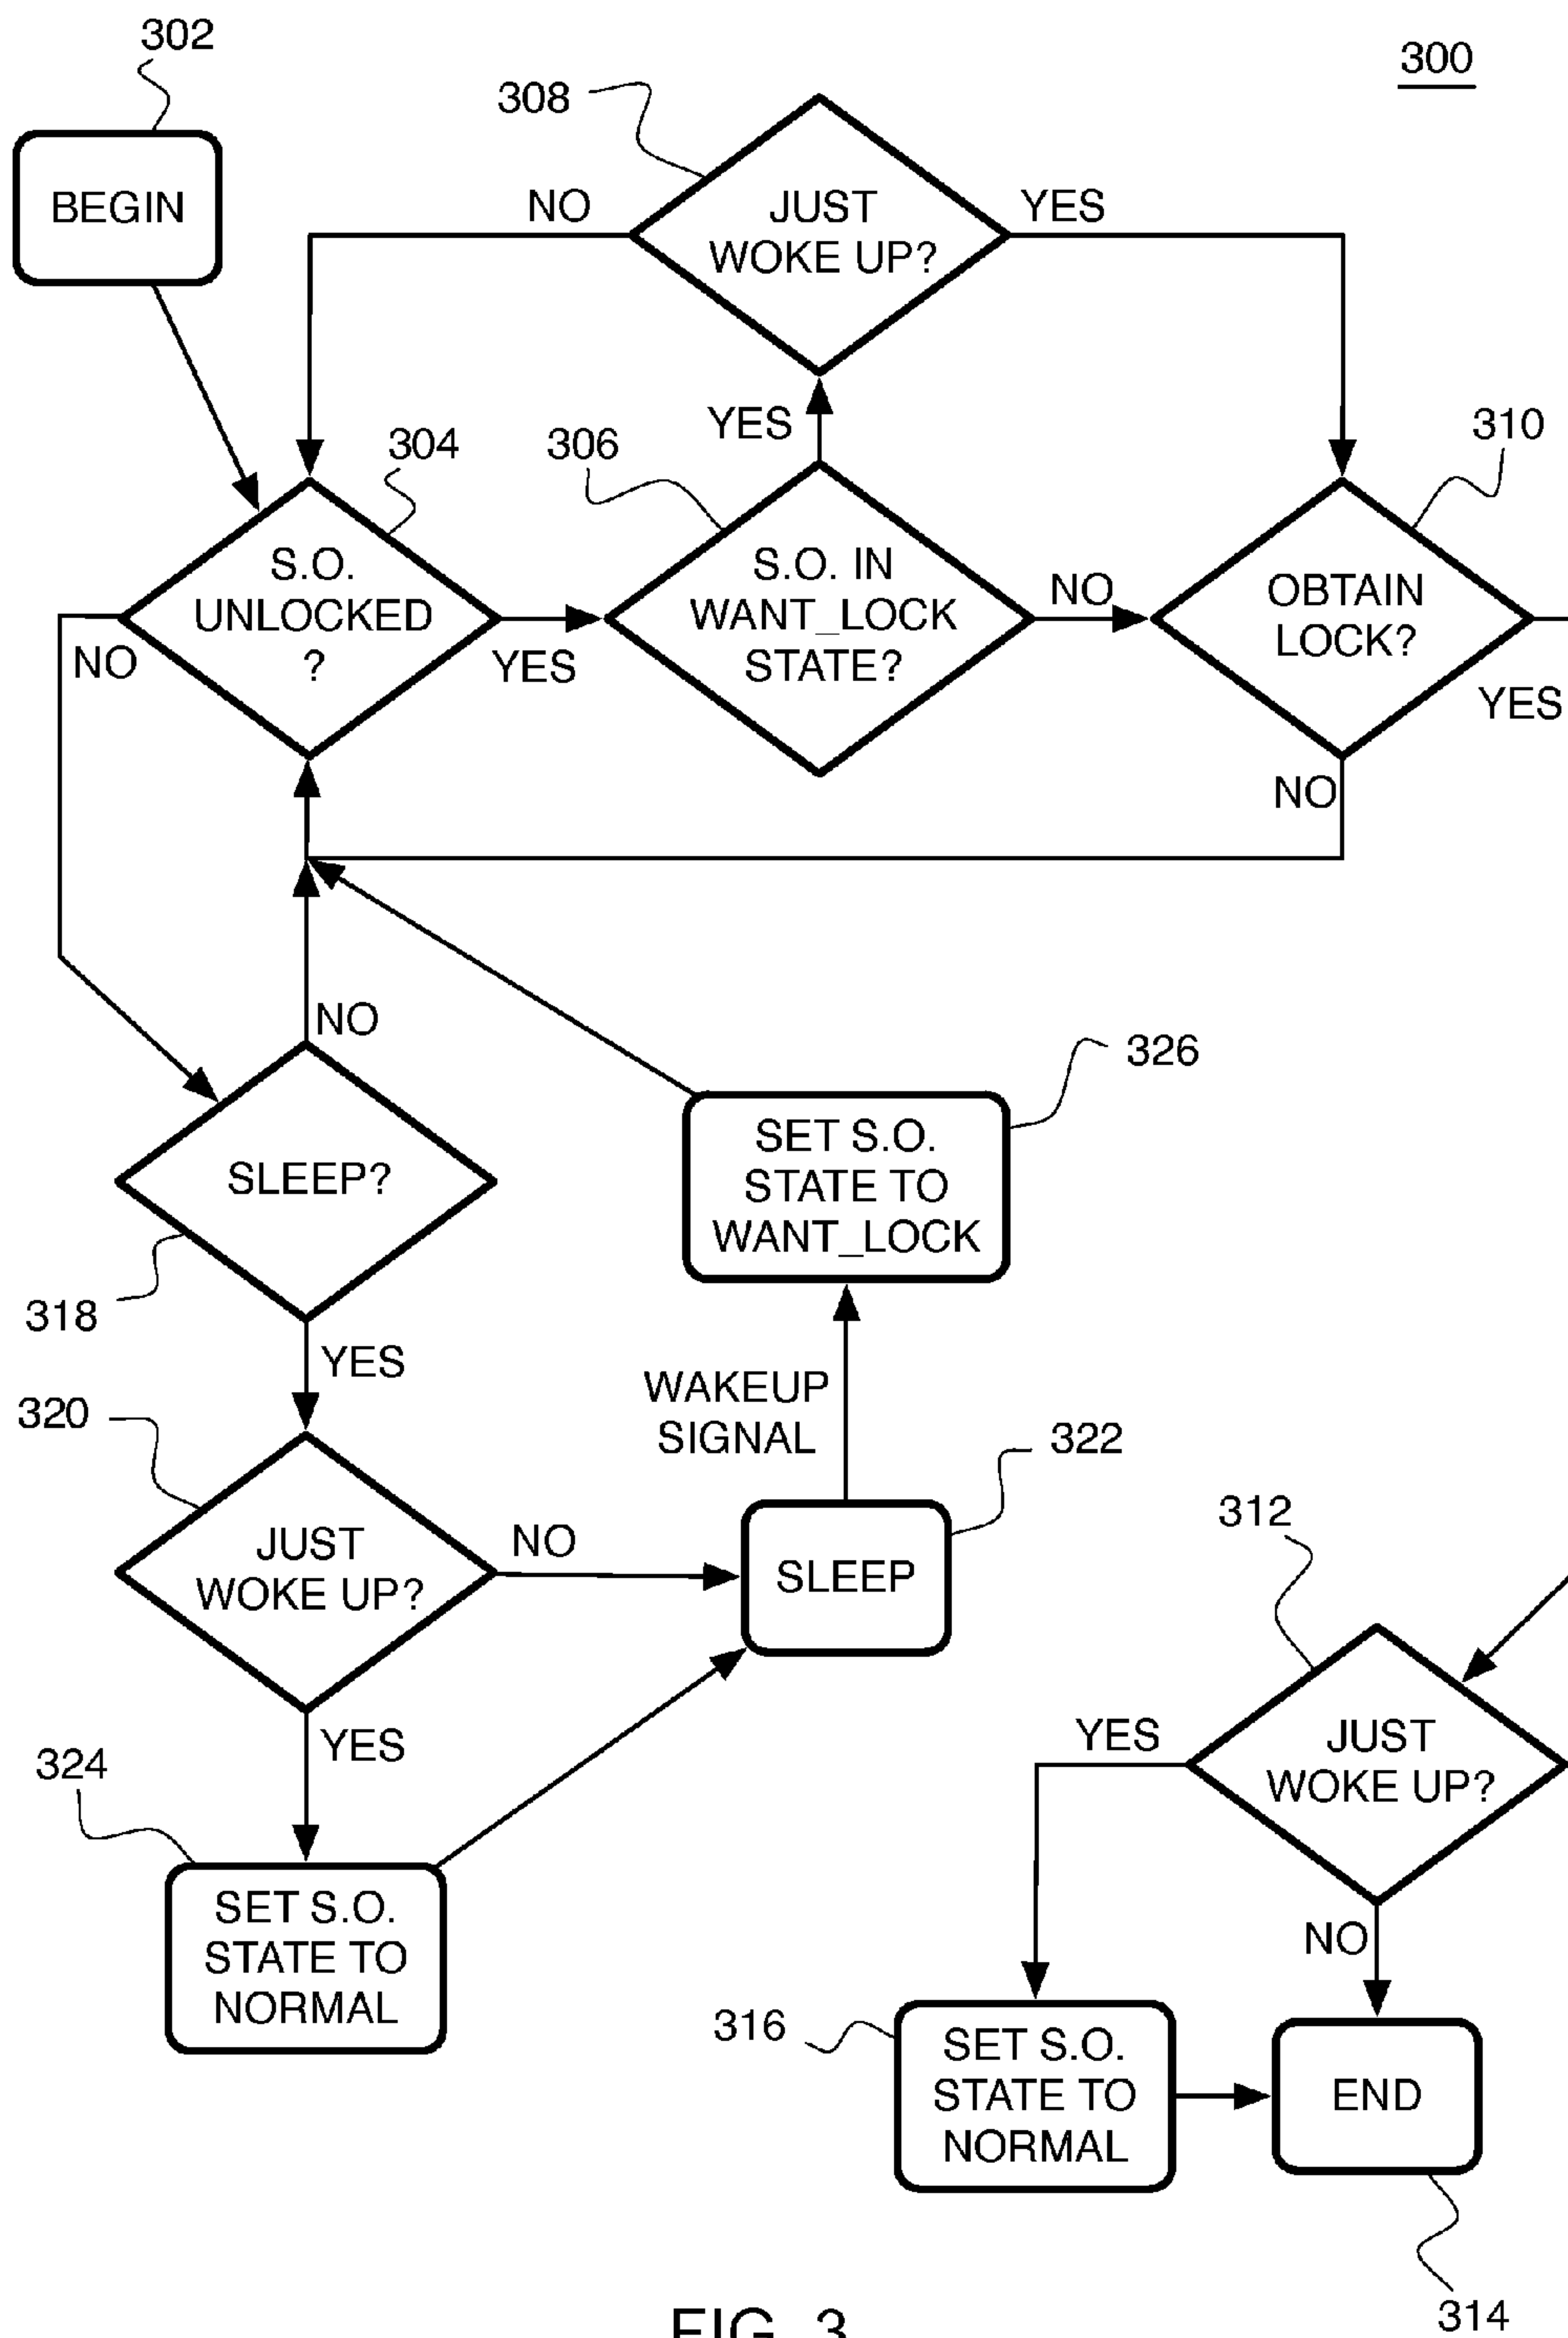 302
300
308
BEGIN
NO
JUST
WOKE UP?
YES
304
306
YES
310
S.O.
UNLOCKED
?
NO
YES
S.O. IN
WANT_LOCK
STATE?
NO
OBTAIN
LOCK?
YES
NO
NO
326
SLEEP?
SET S.O.
STATE TO
WANT_LOCK
318
YES
320
WAKEUP
SIGNAL
322
312
JUST
WOKE UP?
NO
SLEEP
YES
324
YES
JUST
WOKE UP?
NO
SET S.O.
STATE TO
NORMAL
316
SET S.O.
STATE TO
NORMAL
END
314
FIG. 3